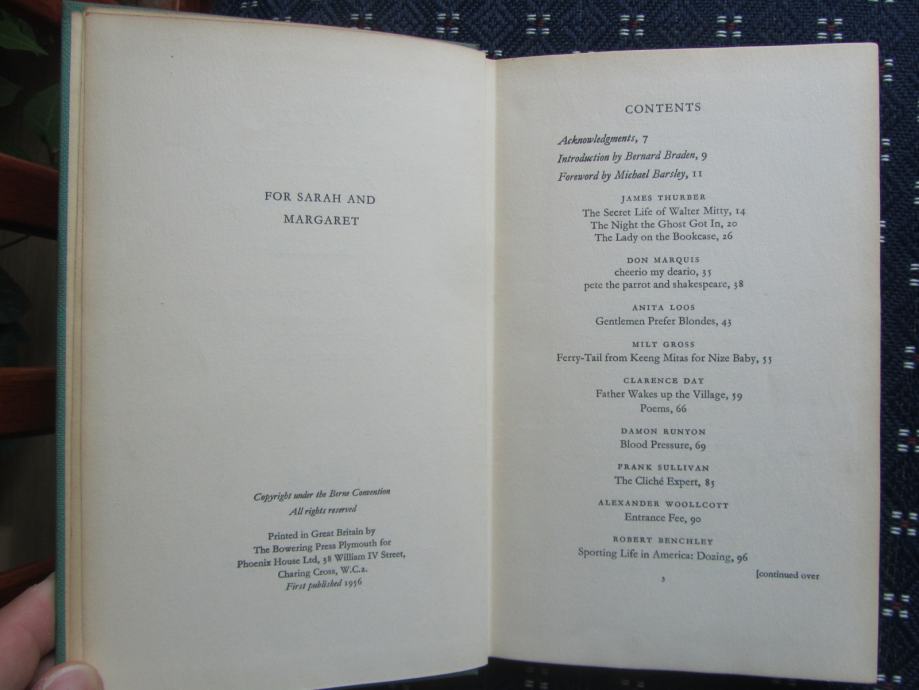 FOR SARAH AND
MARGARET
Copyright under the Berne Convention
All rights reserved
Printed in Great Britain by
The Bowering Press Plymouth for
Phoenix House Ltd, 38 William IV Street,
Charing Cross, W.C.2.
First published 1956
CONTENTS
Acknowledgments, 7
Introduction by Bernard Braden, 9
Foreword by Michael Barsley, 11
JAMES THURBER
The Secret Life of Walter Mitty, 14
The Night the Ghost Got In, 20
The Lady on the Bookcase, 26
DON MARQUIS
cheerio my deario, 35
pete the parrot and shakespeare, 38
ANITA LOOS
Gentlemen Prefer Blondes, 43
MILT GROSS
Ferry-Tail from Keeng Mitas for Nize Baby, 55
CLARENCE DAY
Father Wakes up the Village, 59
Poems, 66
DAMON RUNYON
Blood Pressure, 69
FRANK SULLIVAN
The Cliché Expert, 85
ALEXANDER WOOLLCOTT
Entrance Fee, 90
ROBERT BENCHLEY
Sporting Life in America: Dozing, 96
3
[continued over